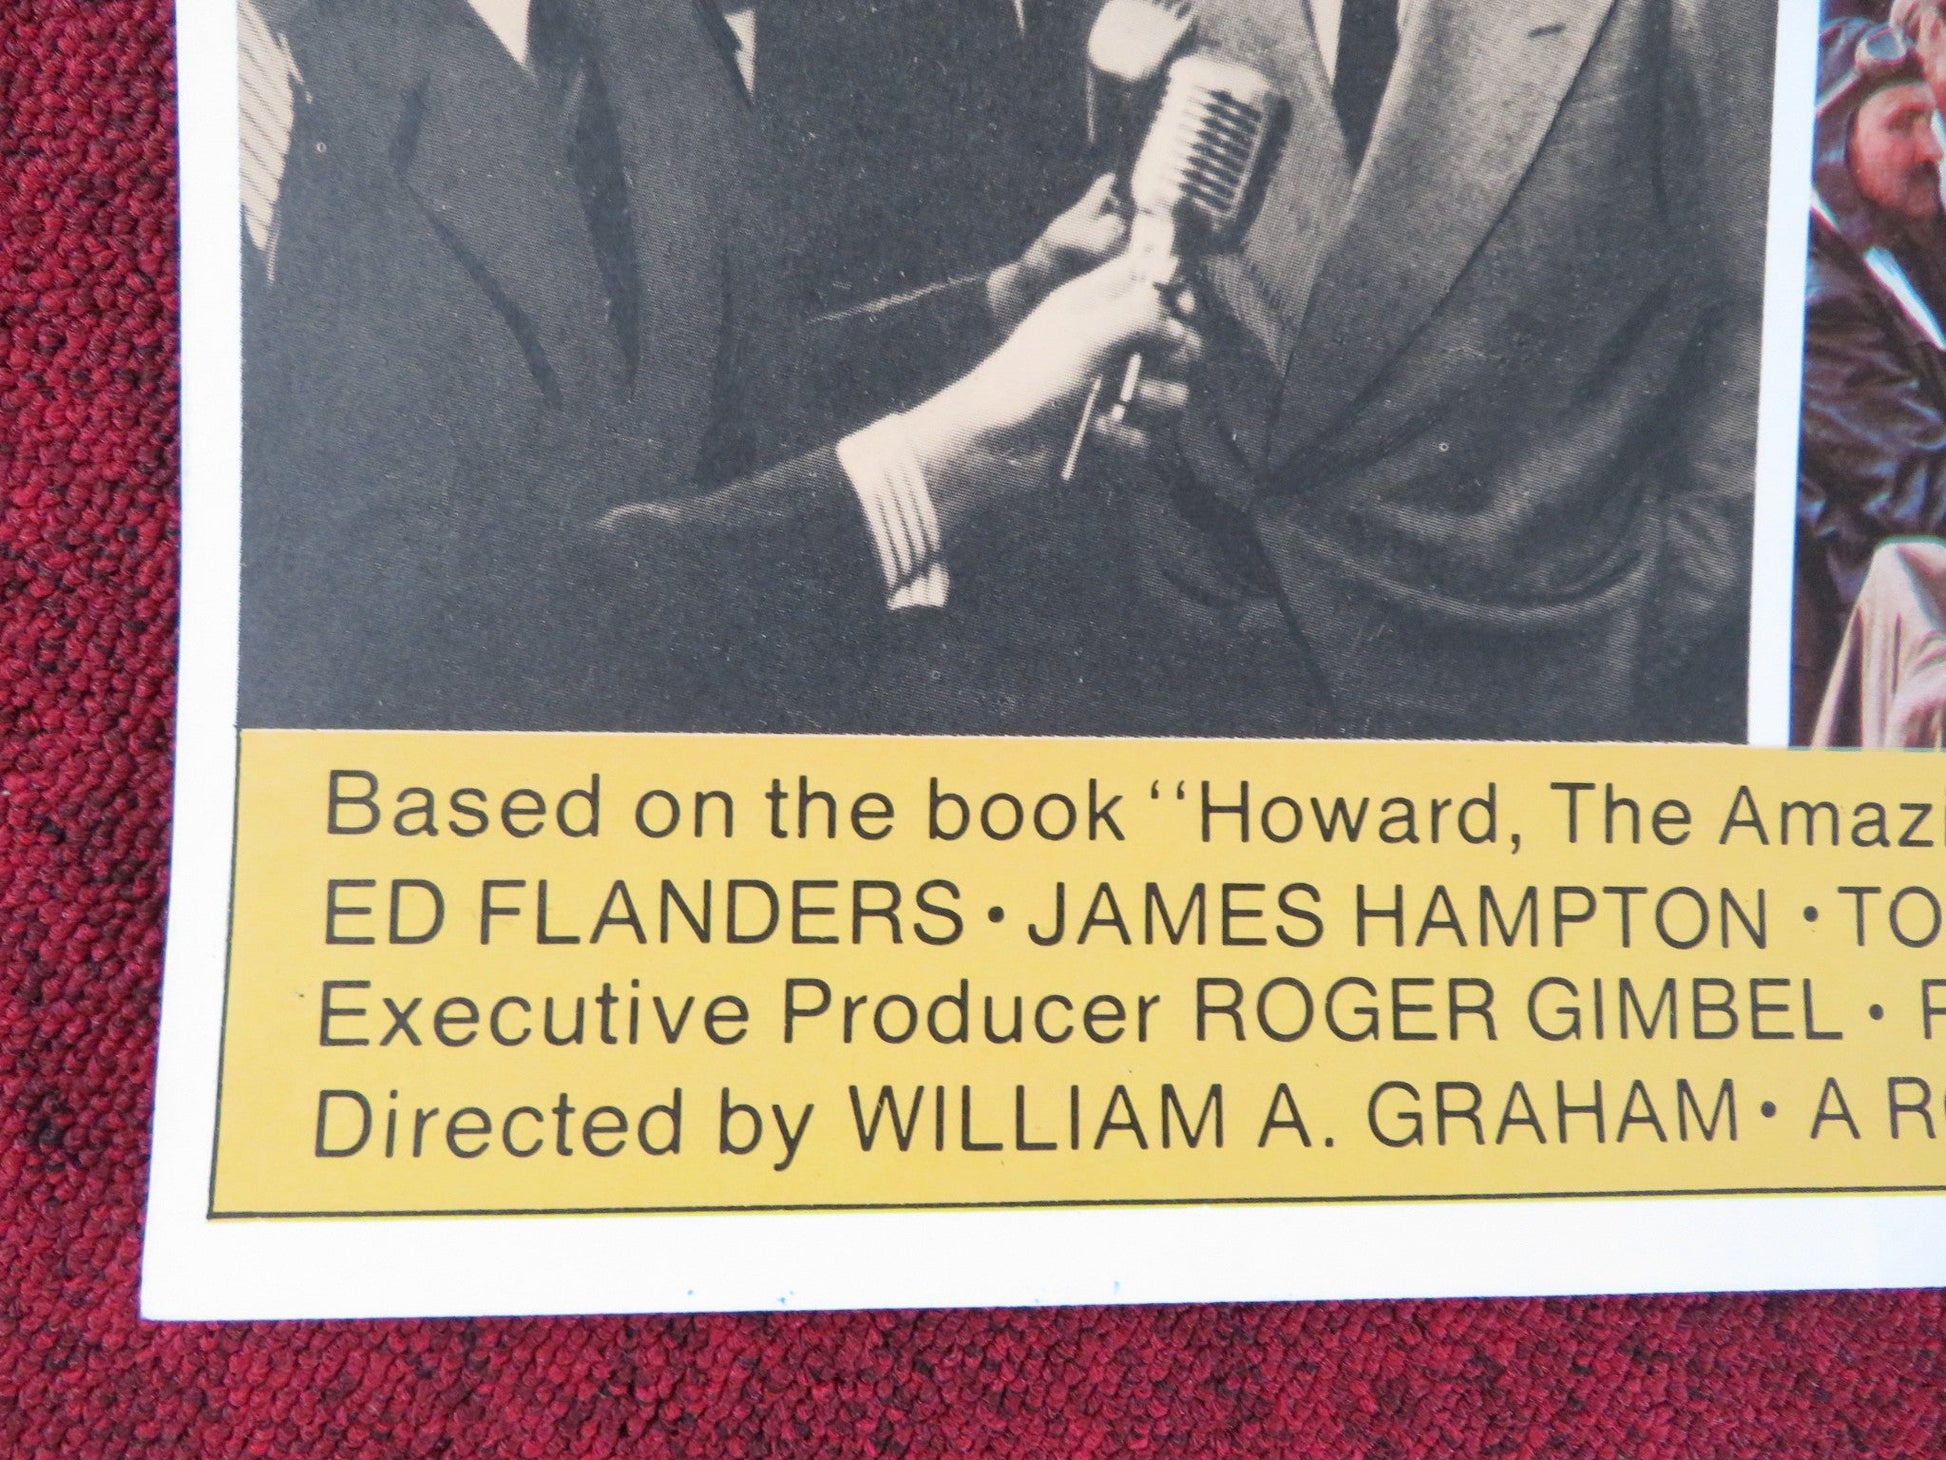 Based on the book “Howard, The Amazi
ED FLANDERS • JAMES HAMPTON • TO
Executive Producer ROGER GIMBEL •
Directed by WILLIAM A. GRAHAM • A RO